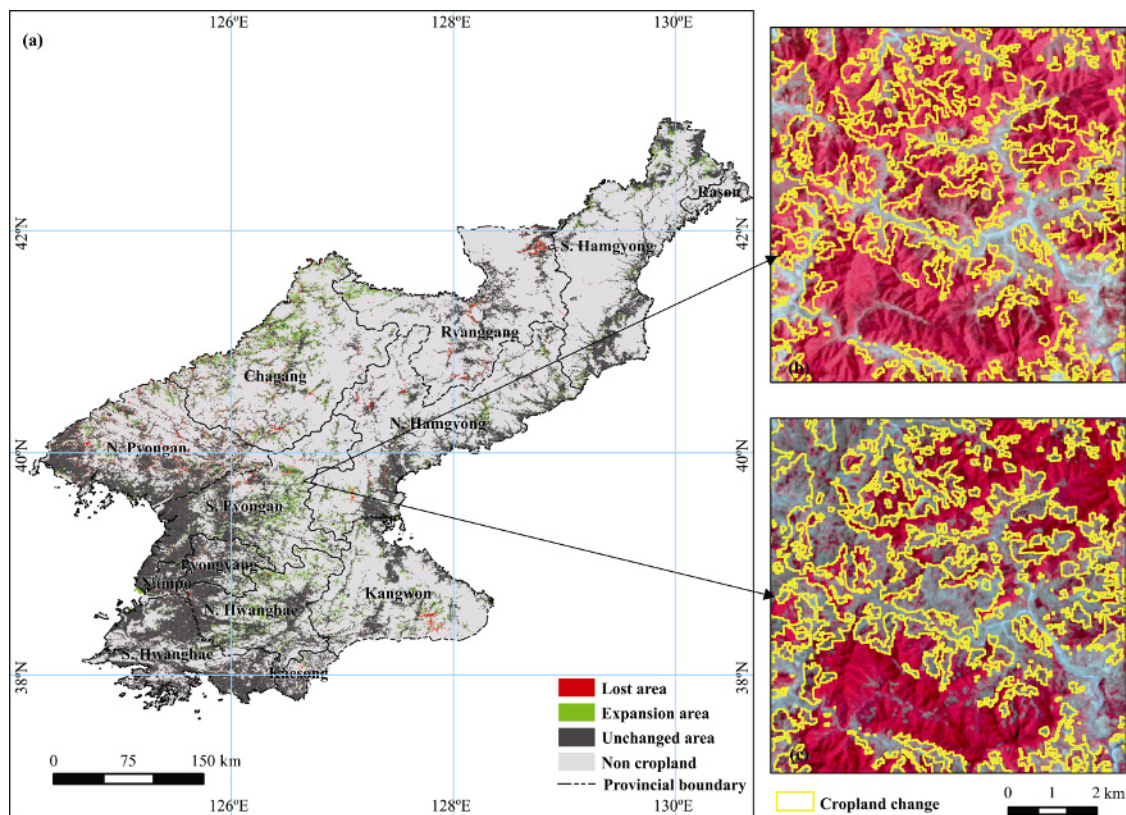 (a)
126°E 128°E 130°E
42°N
42°N
40°N
40°N
38°N
38°N
Rason
S. Hamgyong
Ryanggang
Chagang
N. Hamgyong
N. Pyongan
S. Pyongan
Pyongyang
Nampo
Kangwon
N. Hwanghae
S. Hwanghae
Kaesong
Lost area
Expansion area
Unchanged area
Non cropland
Provincial boundary
0 75 150 km
126°E 128°E 130°E
(b)
(c)
Cropland change
0 1 2 km